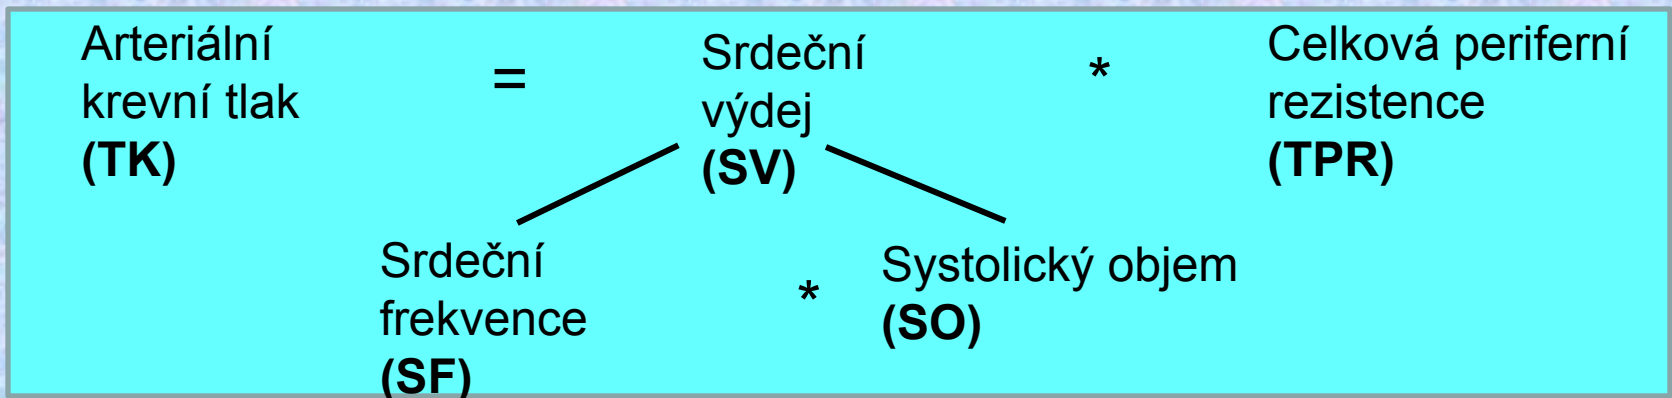 Arteriální
krevní tlak
(TK)
=
Srdeční
výdej
(SV)
*
Celková periferní
rezistence
(TPR)
Srdeční
frekvence
(SF)
*
Systolický objem
(SO)